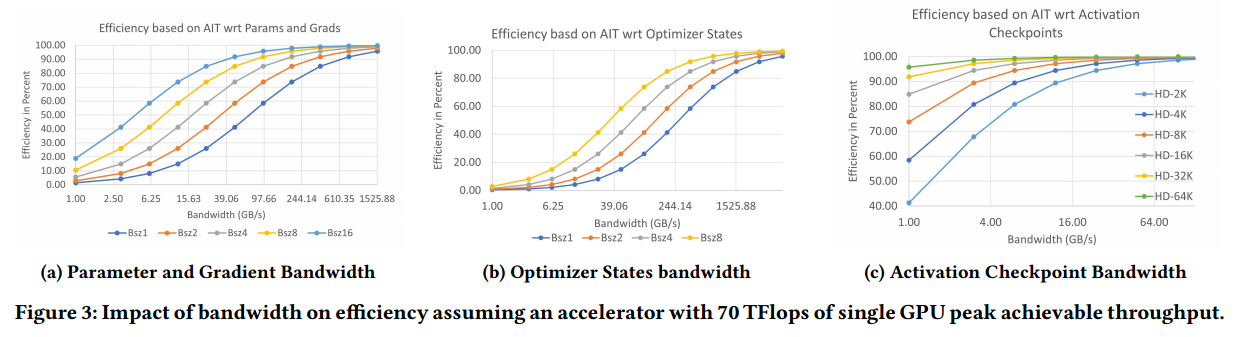 Efficiency based on AIT wrt Params and Grads
Efficiency in Percent
100.00
90.00
80.00
70.00
60.00
50.00
40.00
30.00
20.00
10.00
0.00
1.00 2.50 6.25 15.63 39.06 97.66 244.14 610.35 1525.88
Bandwidth (GB/s)
Bsz1 Bsz2 Bsz4 Bsz8 Bsz16
(a) Parameter and Gradient Bandwidth
Efficiency basd on AIT wrt Optimizer States
Efficiency in Percent
100.00
80.00
60.00
40.00
20.00
0.00
1.00 6.25 39.06 244.14 1525.88
Bandwidth (GB/s)
Bsz1 Bsz2 Bsz4 Bsz8
(b) Optimizer States bandwidth
Efficiency based on AIT wrt Activation
Checkpoints
Efficiency in Percent
100.00
90.00
80.00
70.00
60.00
50.00
40.00
HD-2K
HD-4K
HD-8K
HD-16K
HD-32K
HD-64K
1.00 4.00 16.00 64.00
Bandwidth (GB/s)
(c) Activation Checkpoint Bandwidth
Figure 3: Impact of bandwidth on efficiency assuming an accelerator with 70 TFlops of single GPU peak achievable throughput.